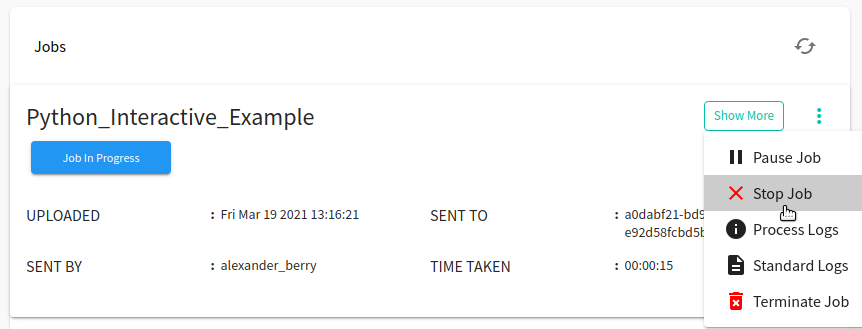 Jobs
Python_Interactive_Example
Show More
Job In Progress
Pause Job
Stop Job
Process Logs
Standard Logs
Terminate Job
UPLOADED : Fri Mar 19 2021 13:16:21
SENT TO : a0dabf21-bd9
e92d58fcbd5b
SENT BY : alexander_berry
TIME TAKEN : 00:00:15